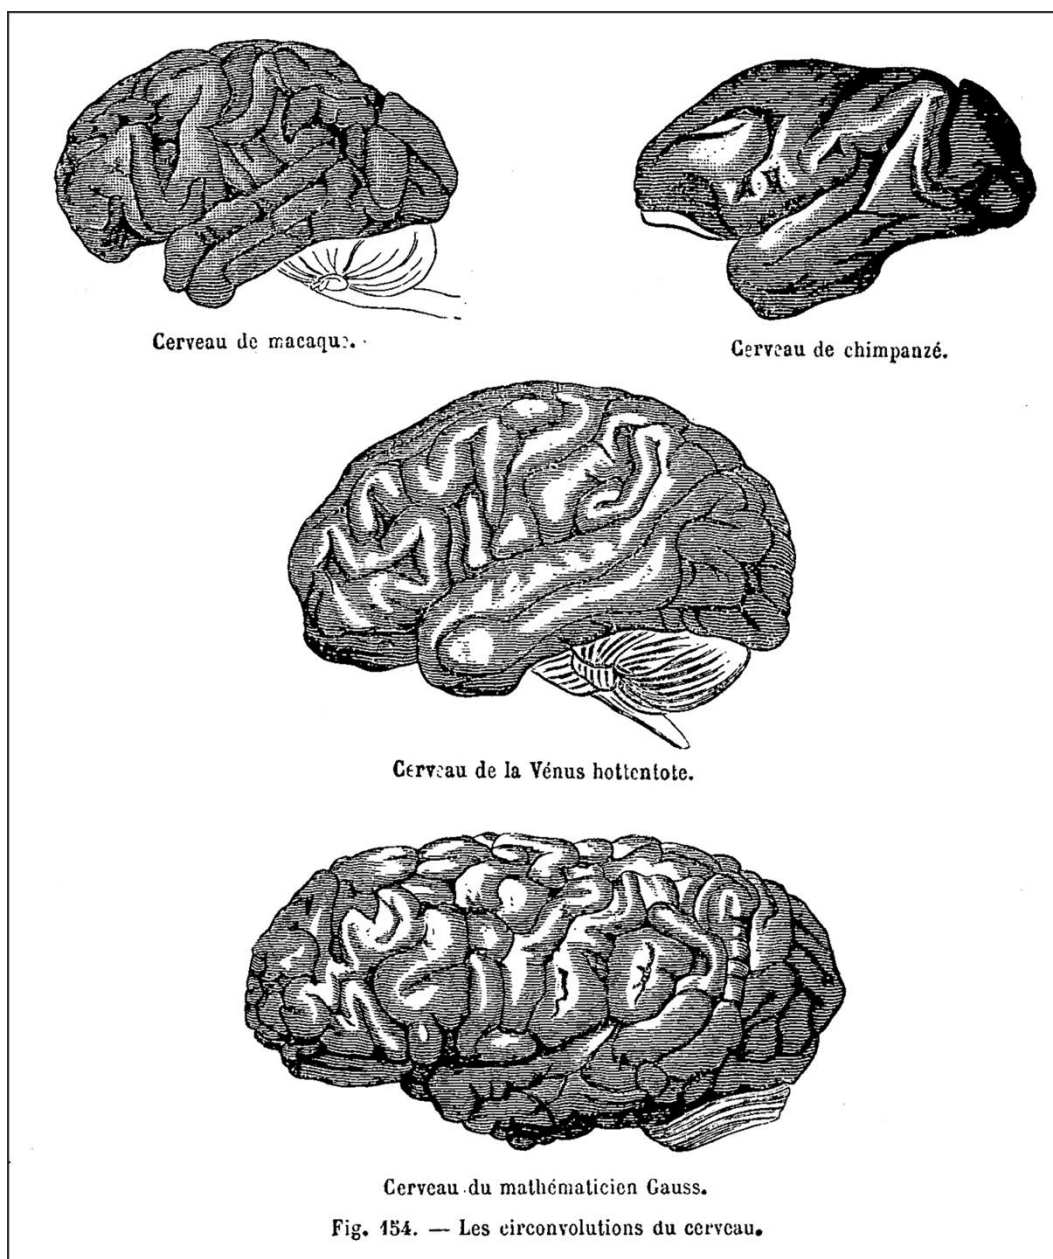 Cerveau de macaque.
Cerveau de chimpanzé.
Cerveau de la Vénus hottentote.
Cerveau du mathématicien Gauss.
Fig. 154. — Les circonvolutions du cerveau.